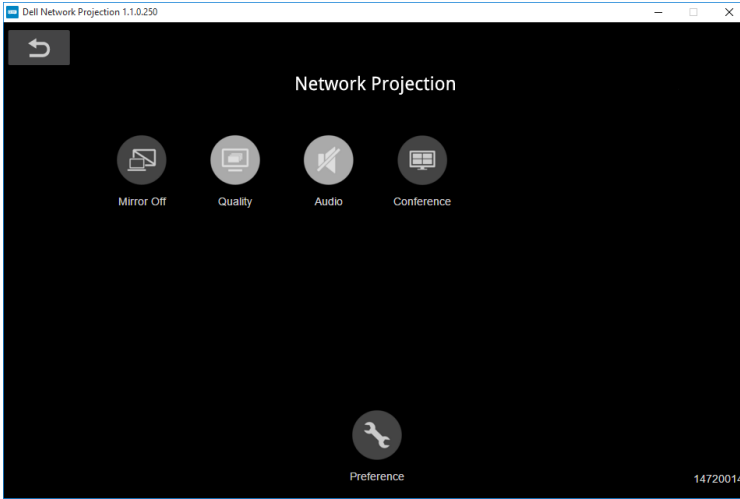 Dell Network Projection 1.1.0.250
Network Projection
Mirror Off Quality Audio Conference
Preference
14720014